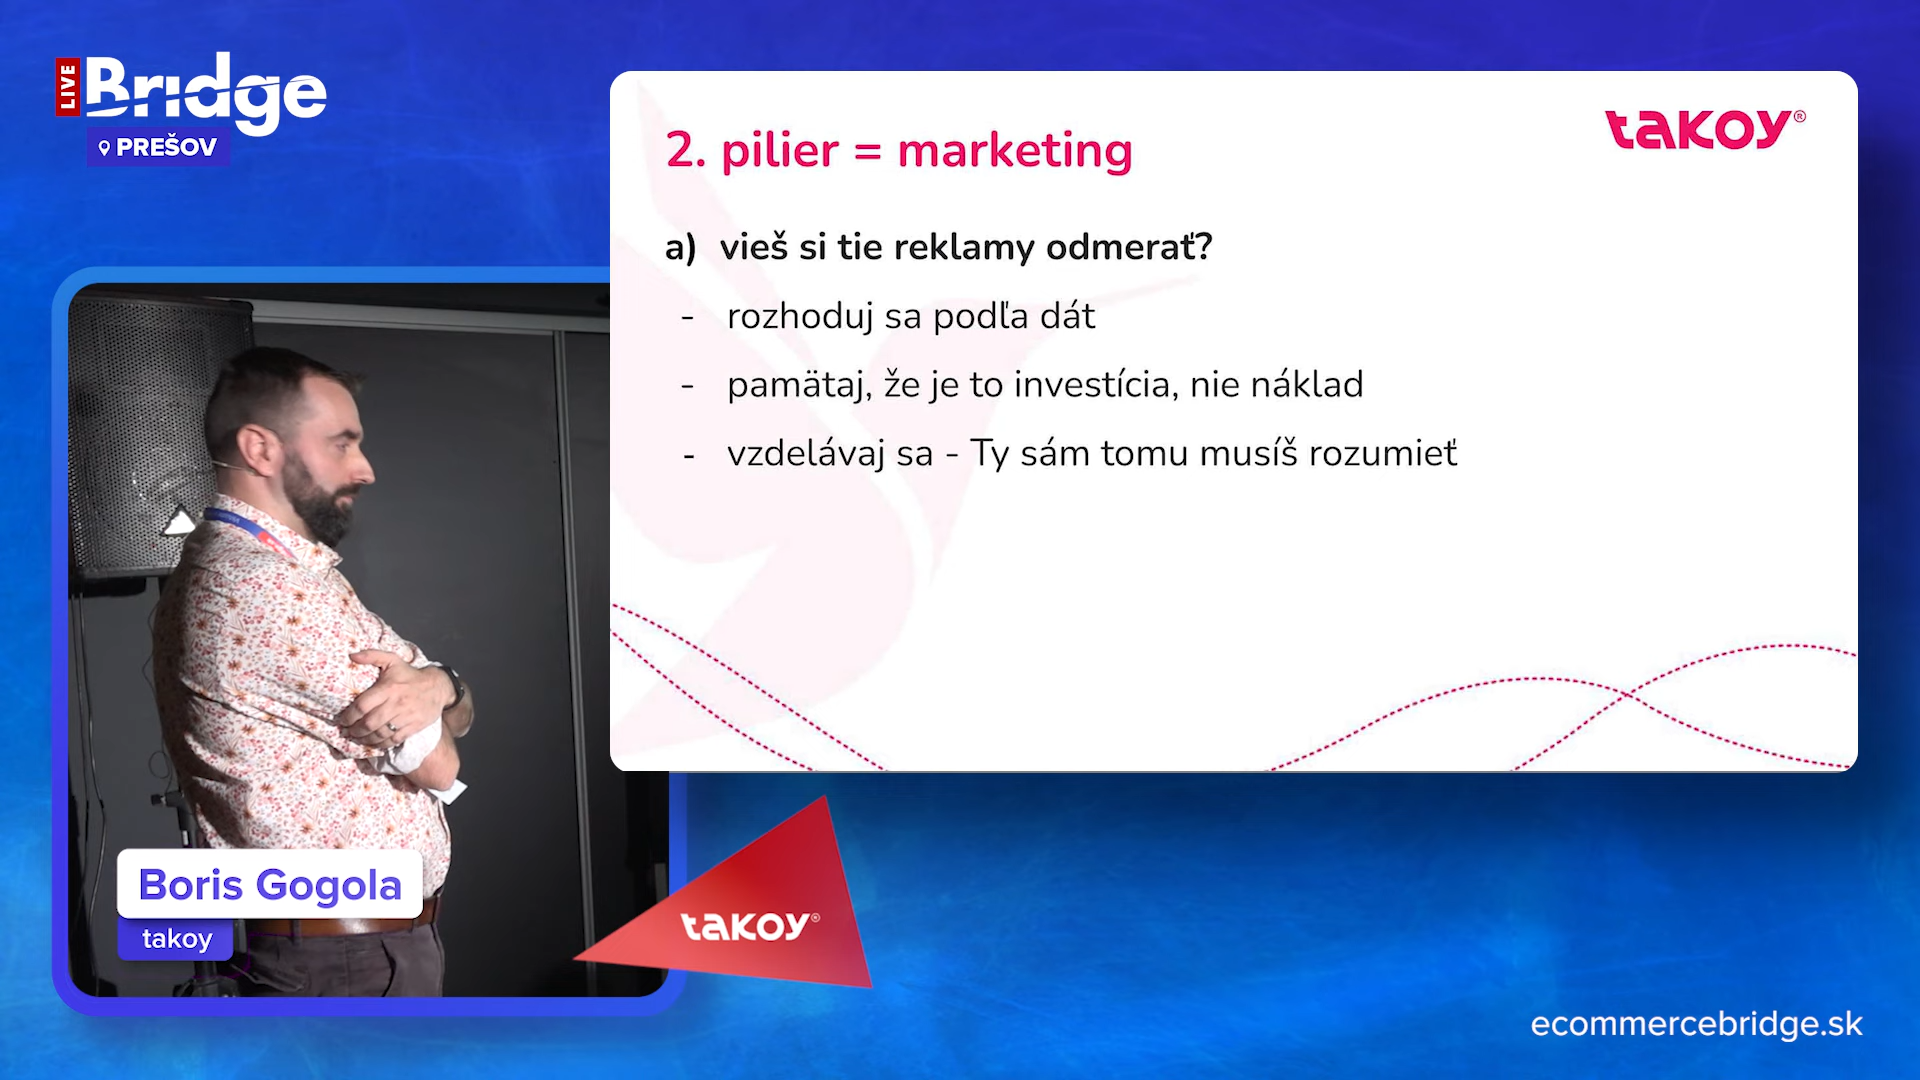 LIVE
Bridge
PREŠOV
2. pilier = marketing
takoy®
a) vieš si tie reklamy odmerať?
- rozhoduj sa podľa dát
- pamätaj, že je to investícia, nie náklad
- vzdelávaj sa - Ty sám tomu musíš rozumieť
Boris Gogola
takoy
takoy®
ecommercebridge.sk